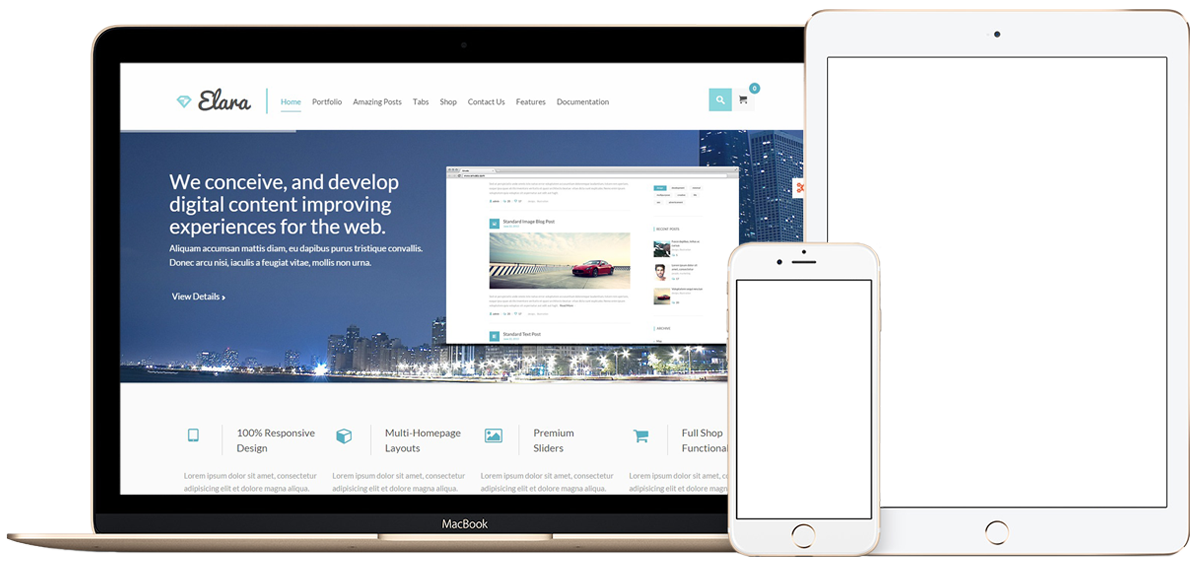 Elara
Home Portfolio Amazing Posts Tabs Shop Contact Us Features Documentation
0
We conceive, and develop
digital content improving
experiences for the web.
Aliquam accumsan mattis diam, eu dapibus purus tristique convallis.
Donec arcu nisi, iaculis a feugiat vitae, mollis non urna.
View Details
Standard Image Blog Post
RECENT POSTS
Standard Text Post
ARCHIVE
100% Responsive
Design
Multi-Homepage
Layouts
Premium
Sliders
Full Shop
Functional
Lorem ipsum dolor sit amet, consectetur
adipisicing elit et dolore magna aliqua.
Lorem ipsum dolor sit amet, consectetur
adipisicing elit et dolore magna aliqua.
Lorem ipsum dolor sit amet, consectetur
adipisicing elit et dolore magna aliqua.
Lorem ipsum dolor
adipisicing elit et do
MacBook